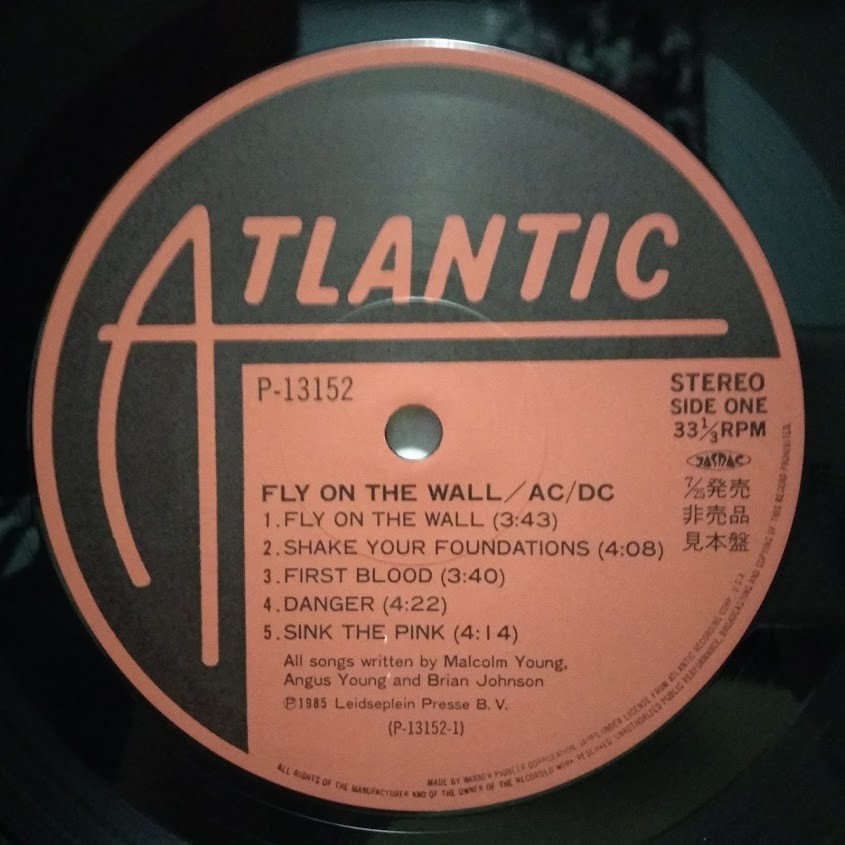 ATLANTIC
P-13152
STEREO
SIDE ONE
33⅓RPM
JASRAC
7/25発売
非売品
見本盤
FLY ON THE WALL/AC/DC
1. FLY ON THE WALL (3:43)
2. SHAKE YOUR FOUNDATIONS (4:08)
3. FIRST BLOOD (3:40)
4. DANGER (4:22)
5. SINK THE PINK (4:14)
All songs written by Malcolm Young,
Angus Young and Brian Johnson
℗1985 Leidseplein Presse B. V.
(P-13152-1)
ALL RIGHTS OF THE MANUFACTURER AND OF THE OWNER OF THE RECORDED WORK RESERVED. UNAUTHORIZED PUBLIC PERFORMANCE, BROADCASTING AND COPYING OF THIS RECORD PROHIBITED.
MADE BY WARNER PIONEER CORPORATION, JAPAN UNDER LICENSE FROM ATLANTIC RECORDING CORP., U.S.A.